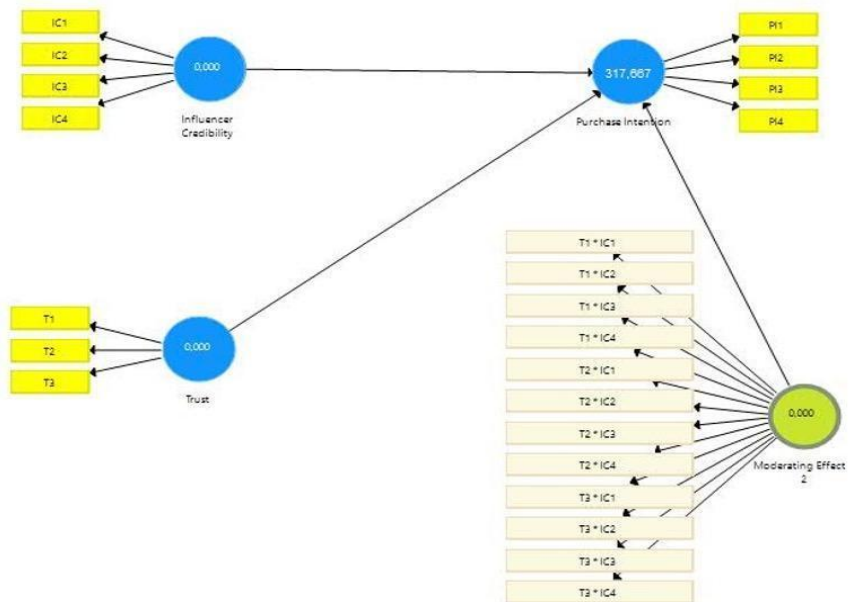 IC1
IC2
IC3
IC4
0,000
Influencer
Credibility
317,667
Purchase Intention
PI1
PI2
PI3
PI4
T1
T2
T3
0,000
Trust
T1 * IC1
T1 * IC2
T1 * IC3
T1 * IC4
T2 * IC1
T2 * IC2
T2 * IC3
T2 * IC4
T3 * IC1
T3 * IC2
T3 * IC3
T3 * IC4
0,000
Moderating Effect
2